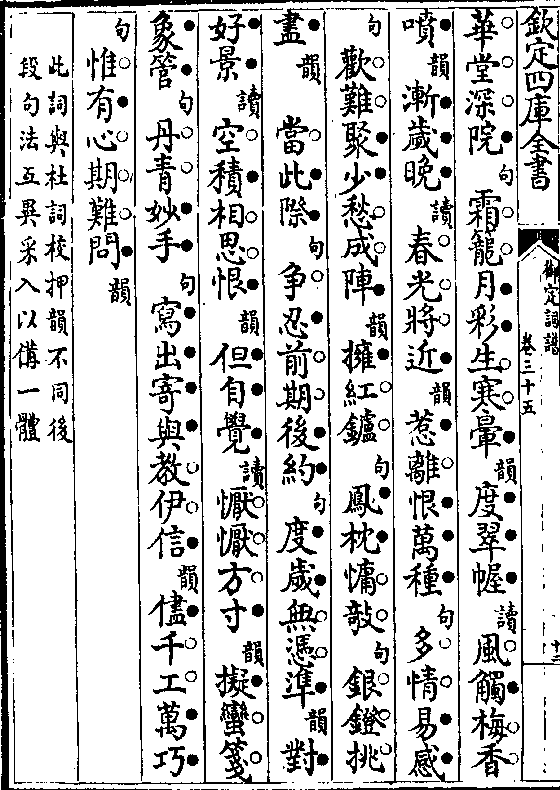 欽定四庫全書
御定詞譜 卷三十五 十二
華堂深院句霜籠月彩生寒暈韻度翠幄讀風觸梅香
噴韻漸歲晚讀春光將近韻惹離恨萬種句多情易感
句歡難聚少愁成陣韻擁紅鑪句鳳枕慵敧句銀鐙挑
盡韻當此際句争忍前期後約句度歲無憑準韻對
好景讀空積相思恨韻但自覺讀懨懨方寸韻擬蠻箋
象管句丹青妙手句寫出寄與教伊信韻儘千工萬巧
句惟有心期難問韻
此詞與杜詞校押韻不同後
段句法互異采入以備一體